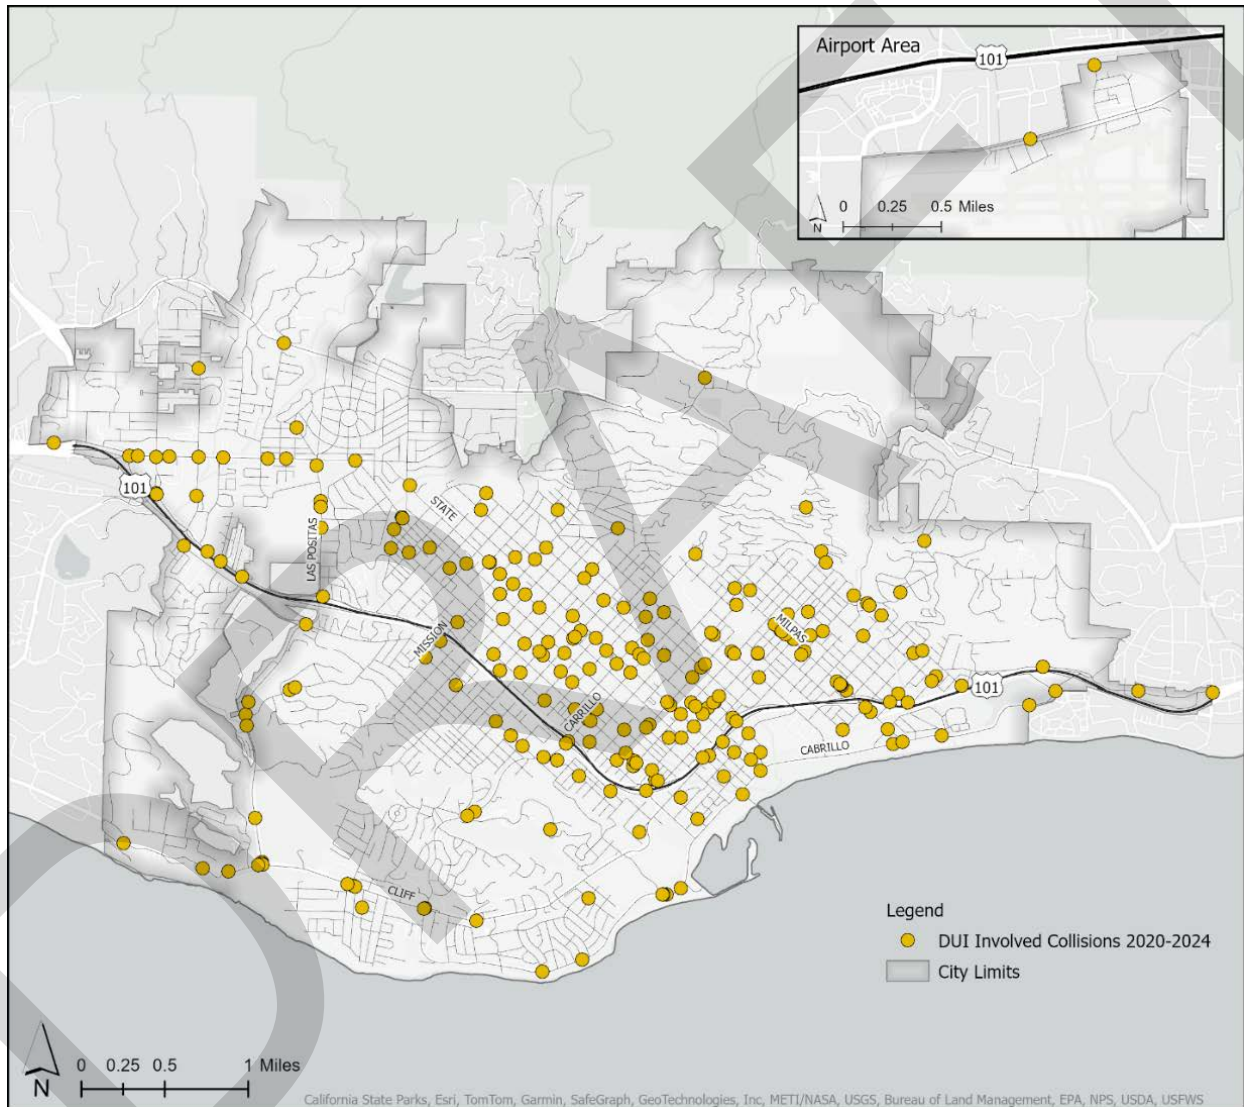 Airport Area
101
0 0.25 0.5 Miles
N
101
STATE
LAS POSITAS
MISSION
MILPAS
101
CARRILLO
CABRILLO
CLIFF
Legend
DUI Involved Collisions 2020-2024
City Limits
0 0.25 0.5 1 Miles
N
California State Parks, Esri, TomTom, Garmin, SafeGraph, GeoTechnologies, Inc, METI/NASA, USGS, Bureau of Land Management, EPA, NPS, USDA, USFWS
DRAFT